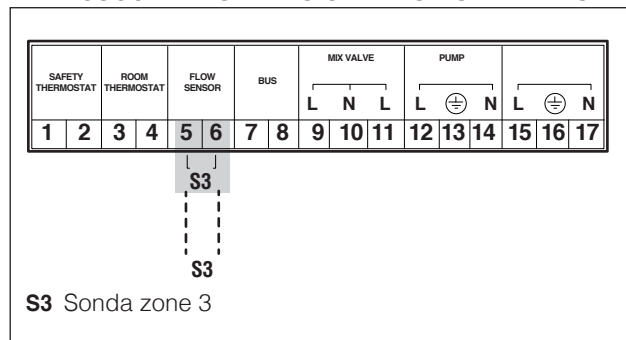 SAFETY THERMOSTAT ROOM THERMOSTAT FLOW SENSOR BUS MIX VALVE PUMP
L N L L N L N
1 2 3 4 5 6 7 8 9 10 11 12 13 14 15 16 17
S3
S3
S3 Sonda zone 3